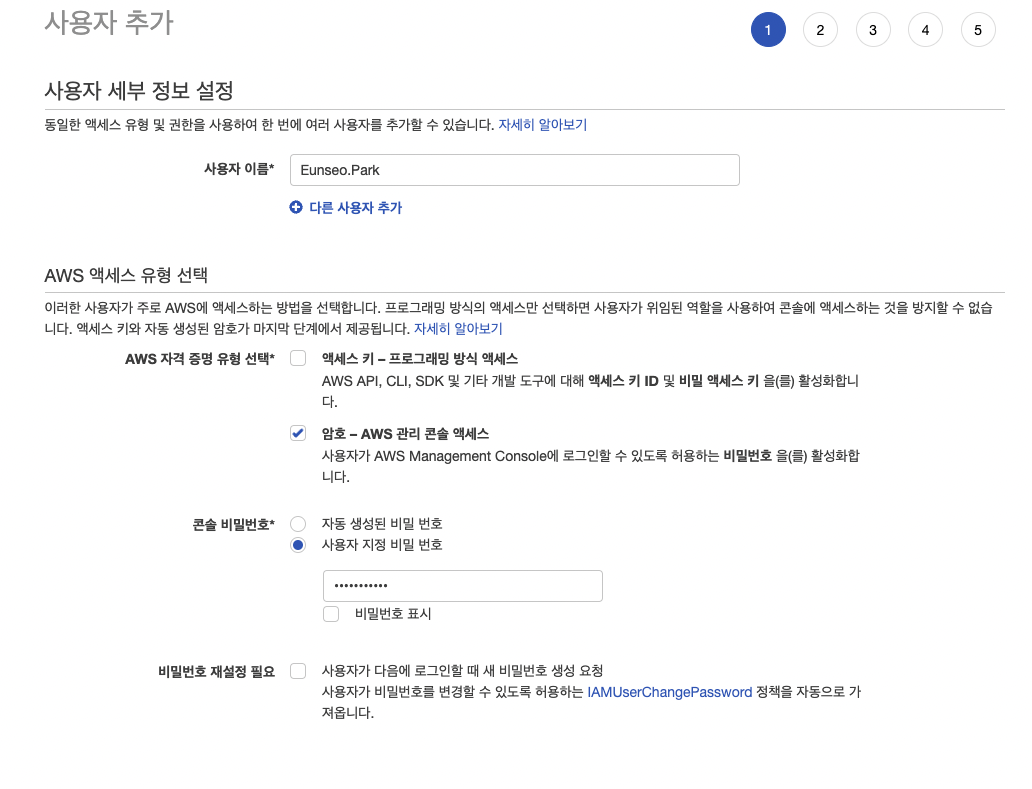 사용자 추가
1 2 3 4 5
사용자 세부 정보 설정
동일한 액세스 유형 및 권한을 사용하여 한 번에 여러 사용자를 추가할 수 있습니다. 자세히 알아보기
사용자 이름* Eunseo.Park
다른 사용자 추가
AWS 액세스 유형 선택
이러한 사용자가 주로 AWS에 액세스하는 방법을 선택합니다. 프로그래밍 방식의 액세스만 선택하면 사용자가 위임된 역할을 사용하여 콘솔에 액세스하는 것을 방지할 수 없습
니다. 액세스 키와 자동 생성된 암호가 마지막 단계에서 제공됩니다. 자세히 알아보기
AWS 자격 증명 유형 선택* 액세스 키 – 프로그래밍 방식 액세스
AWS API, CLI, SDK 및 기타 개발 도구에 대해 액세스 키 ID 및 비밀 액세스 키 을(를) 활성화합니
다.
암호 – AWS 관리 콘솔 액세스
사용자가 AWS Management Console에 로그인할 수 있도록 허용하는 비밀번호 을(를) 활성화합
니다.
콘솔 비밀번호* 자동 생성된 비밀 번호
사용자 지정 비밀 번호
•••••••••••
비밀번호 표시
비밀번호 재설정 필요 사용자가 다음에 로그인할 때 새 비밀번호 생성 요청
사용자가 비밀번호를 변경할 수 있도록 허용하는 IAMUserChangePassword 정책을 자동으로 가
져옵니다.